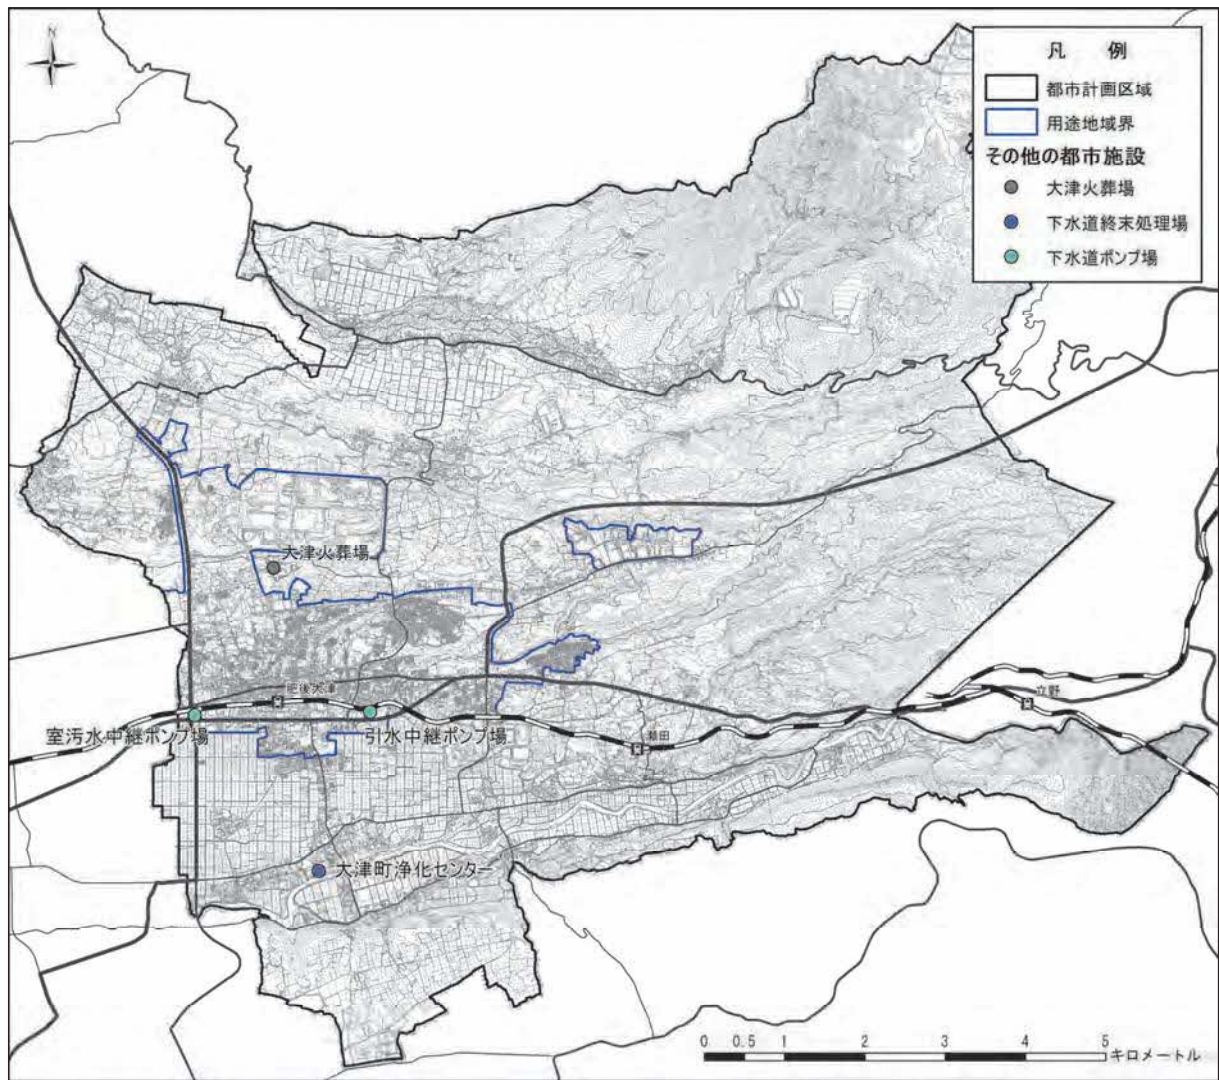 N
凡 例
都市計画区域
用途地域界
その他の都市施設
大津火葬場
下水道終末処理場
下水道ポンプ場
大津火葬場
肥後大津
立野
室汚水中継ポンプ場
引水中継ポンプ場
瀬田
大津町浄化センター
0 0.5 1 2 3 4 5
キロメートル